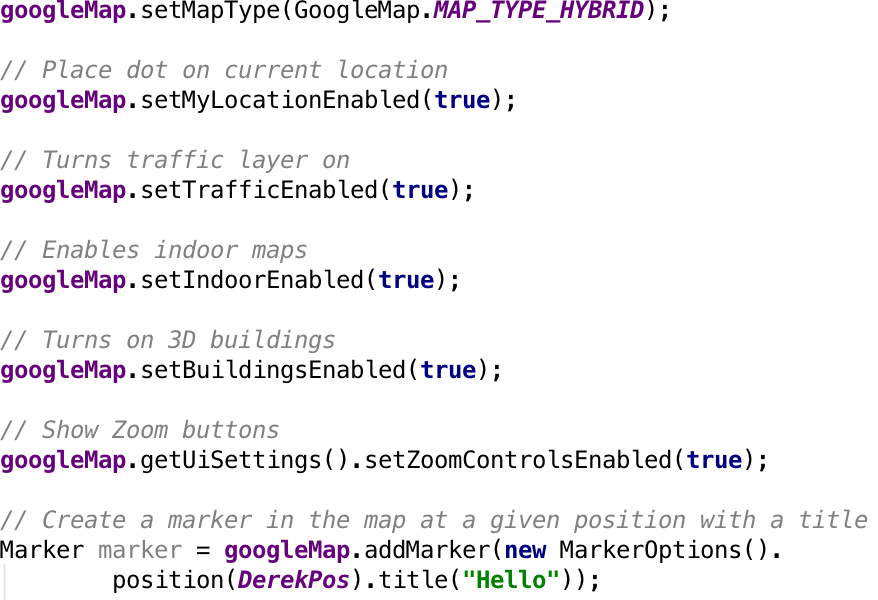 googleMap.setMapType(GoogleMap.MAP_TYPE_HYBRID);
// Place dot on current location
googleMap.setMyLocationEnabled(true);
// Turns traffic layer on
googleMap.setTrafficEnabled(true);
// Enables indoor maps
googleMap.setIndoorEnabled(true);
// Turns on 3D buildings
googleMap.setBuildingsEnabled(true);
// Show Zoom buttons
googleMap.getUiSettings().setZoomControlsEnabled(true);
// Create a marker in the map at a given position with a title
Marker marker = googleMap.addMarker(new MarkerOptions().
        position(DerekPos).title("Hello"));